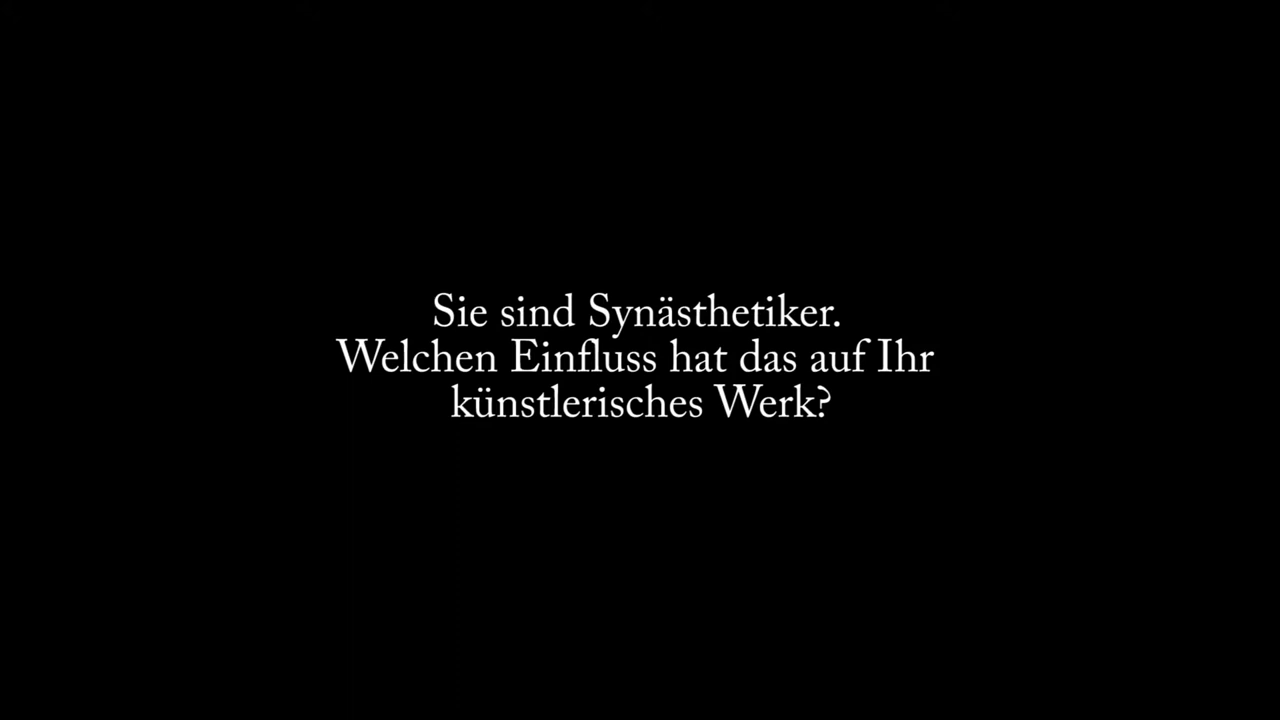 Sie sind Synästhetiker.
Welchen Einfluss hat das auf Ihr
künstlerisches Werk?